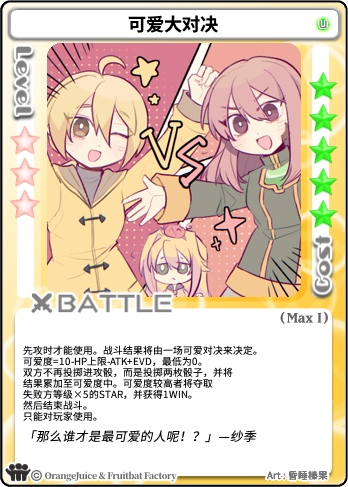 可爱大对决
U
Level
VS
Cost
BATTLE
(Max 1)
先攻时才能使用。战斗结果将由一场可爱对决来决定。
可爱度=10-HP上限-ATK+EVD，最低为0。
双方不再投掷进攻骰，而是投掷两枚骰子，并将
结果累加至可爱度中。可爱度较高者将夺取
失败方等级×5的STAR，并获得1WIN。
然后结束战斗。
只能对玩家使用。
「那么谁才是最可爱的人呢！？」—纱季
© OrangeJuice & Fruitbat Factory
Art.: 昏睡榛果